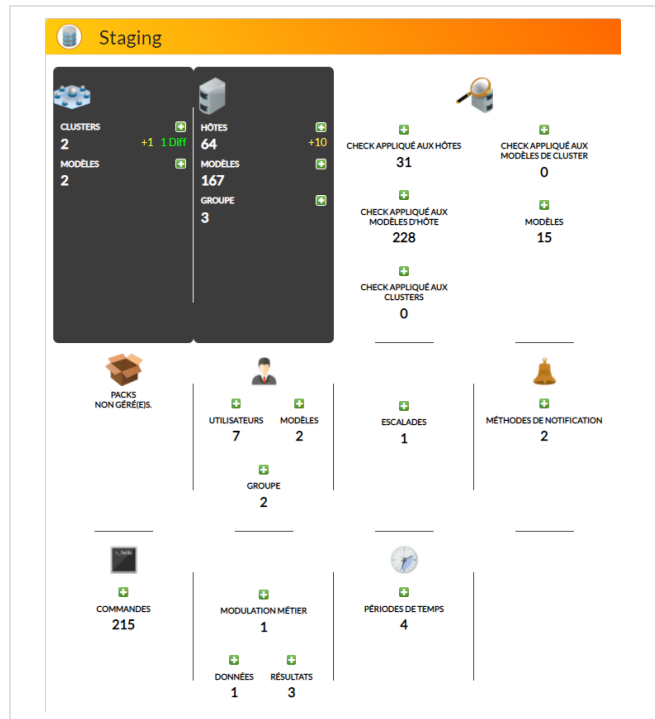 Staging
CLUSTERS
2 +1 1 Diff
MODÈLES
2
HÔTES
64 +10
MODÈLES
167
GROUPE
3
CHECK APPLIQUÉ AUX HÔTES
31
CHECK APPLIQUÉ AUX
MODÈLES DE CLUSTER
0
CHECK APPLIQUÉ AUX
MODÈLES D'HÔTE
228
MODÈLES
15
CHECK APPLIQUÉ AUX
CLUSTERS
0
PACKS
NON GÉRÉ(E)S.
UTILISATEURS
7
MODÈLES
2
GROUPE
2
ESCALADES
1
MÉTHODES DE NOTIFICATION
2
COMMANDES
215
MODULATION MÉTIER
1
DONNÉES
1
RÉSULTATS
3
PÉRIODES DE TEMPS
4